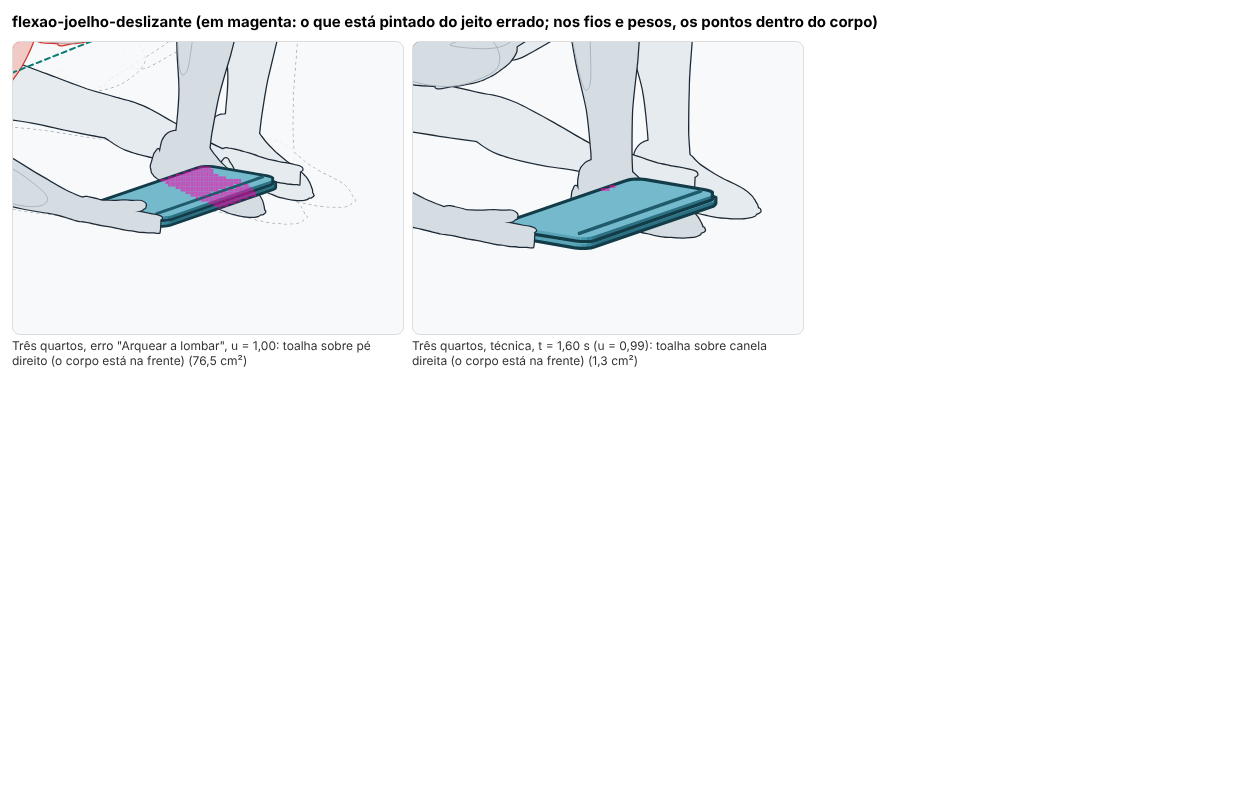 flexao-joelho-deslizante (em magenta: o que está pintado do jeito errado; nos fios e pesos, os pontos dentro do corpo)
Três quartos, erro "Arquear a lombar", u = 1,00: toalha sobre pé
direito (o corpo está na frente) (76,5 cm²)
Três quartos, técnica, t = 1,60 s (u = 0,99): toalha sobre canela
direita (o corpo está na frente) (1,3 cm²)